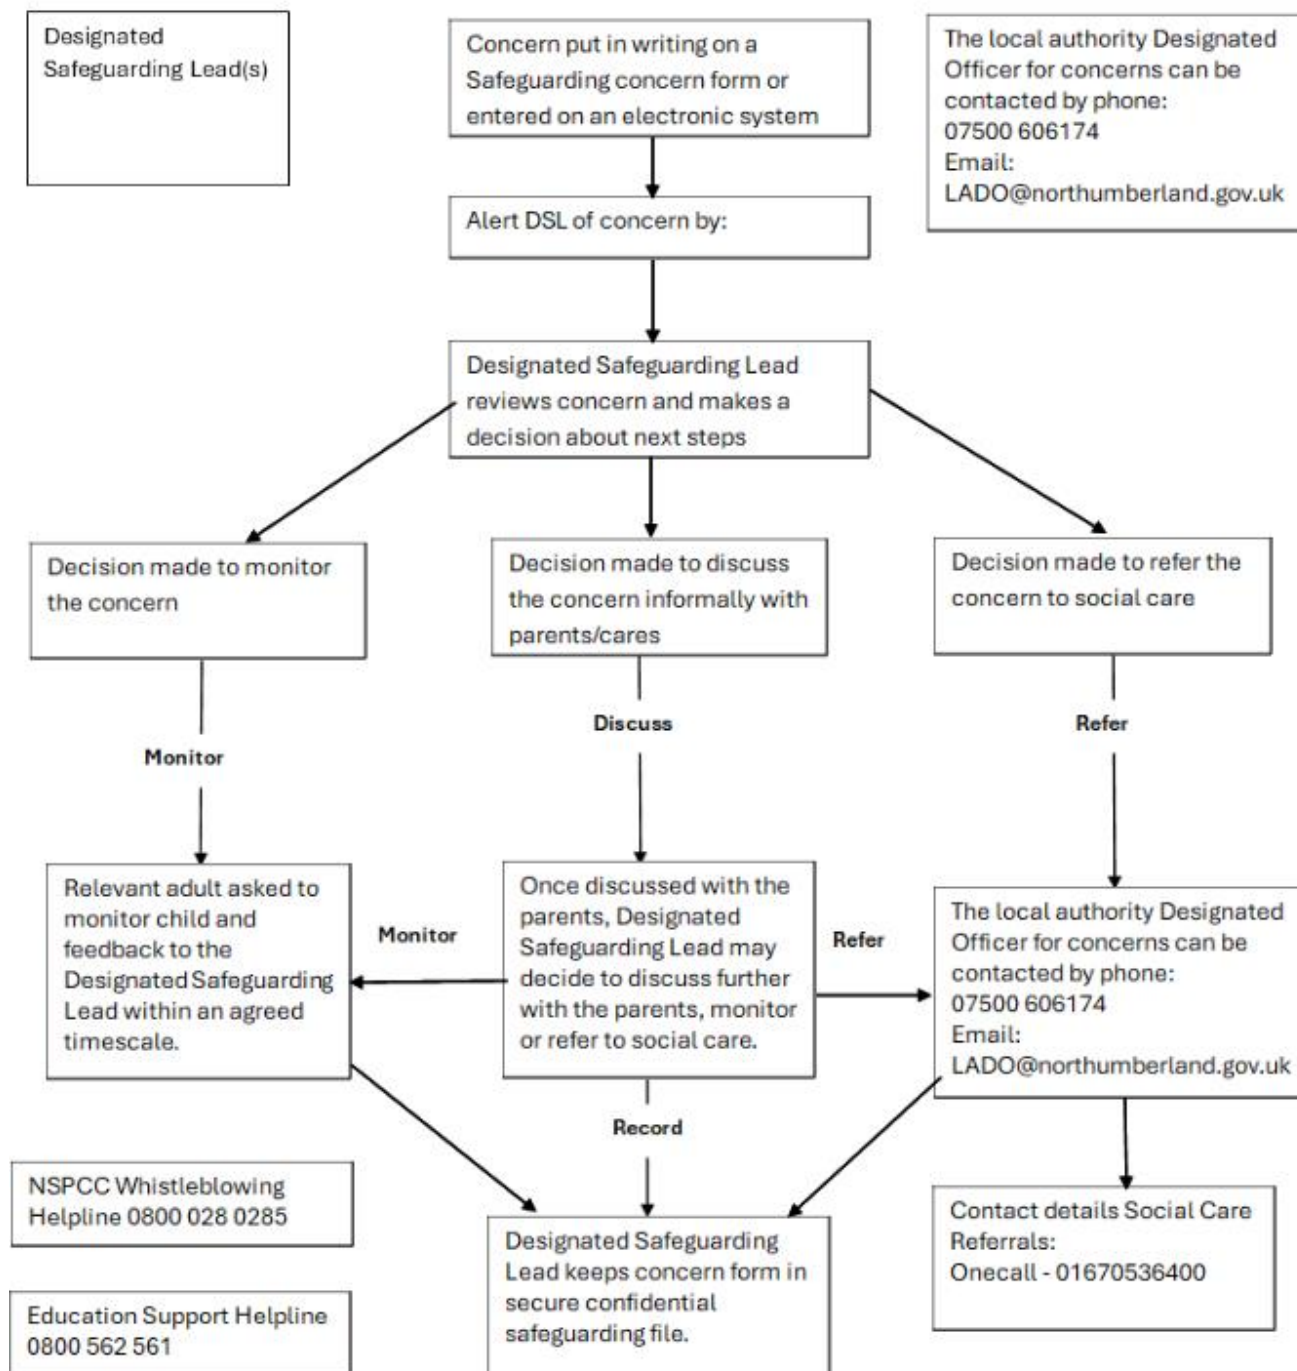 Designated
Safeguarding Lead(s)
Concern put in writing on a
Safeguarding concern form or
entered on an electronic system
The local authority Designated
Officer for concerns can be
contacted by phone:
07500 606174
Email:
LADO@northumberland.gov.uk
Alert DSL of concern by:
Designated Safeguarding Lead
reviews concern and makes a
decision about next steps
Decision made to monitor
the concern
Decision made to discuss
the concern informally with
parents/cares
Decision made to refer the
concern to social care
Monitor
Discuss
Refer
Relevant adult asked to
monitor child and
feedback to the
Designated Safeguarding
Lead within an agreed
timescale.
Monitor
Once discussed with the
parents, Designated
Safeguarding Lead may
decide to discuss further
with the parents, monitor
or refer to social care.
Refer
The local authority Designated
Officer for concerns can be
contacted by phone:
07500 606174
Email:
LADO@northumberland.gov.uk
Record
NSPCC Whistleblowing
Helpline 0800 028 0285
Designated Safeguarding
Lead keeps concern form in
secure confidential
safeguarding file.
Contact details Social Care
Referrals:
Onecall - 01670536400
Education Support Helpline
0800 562 561